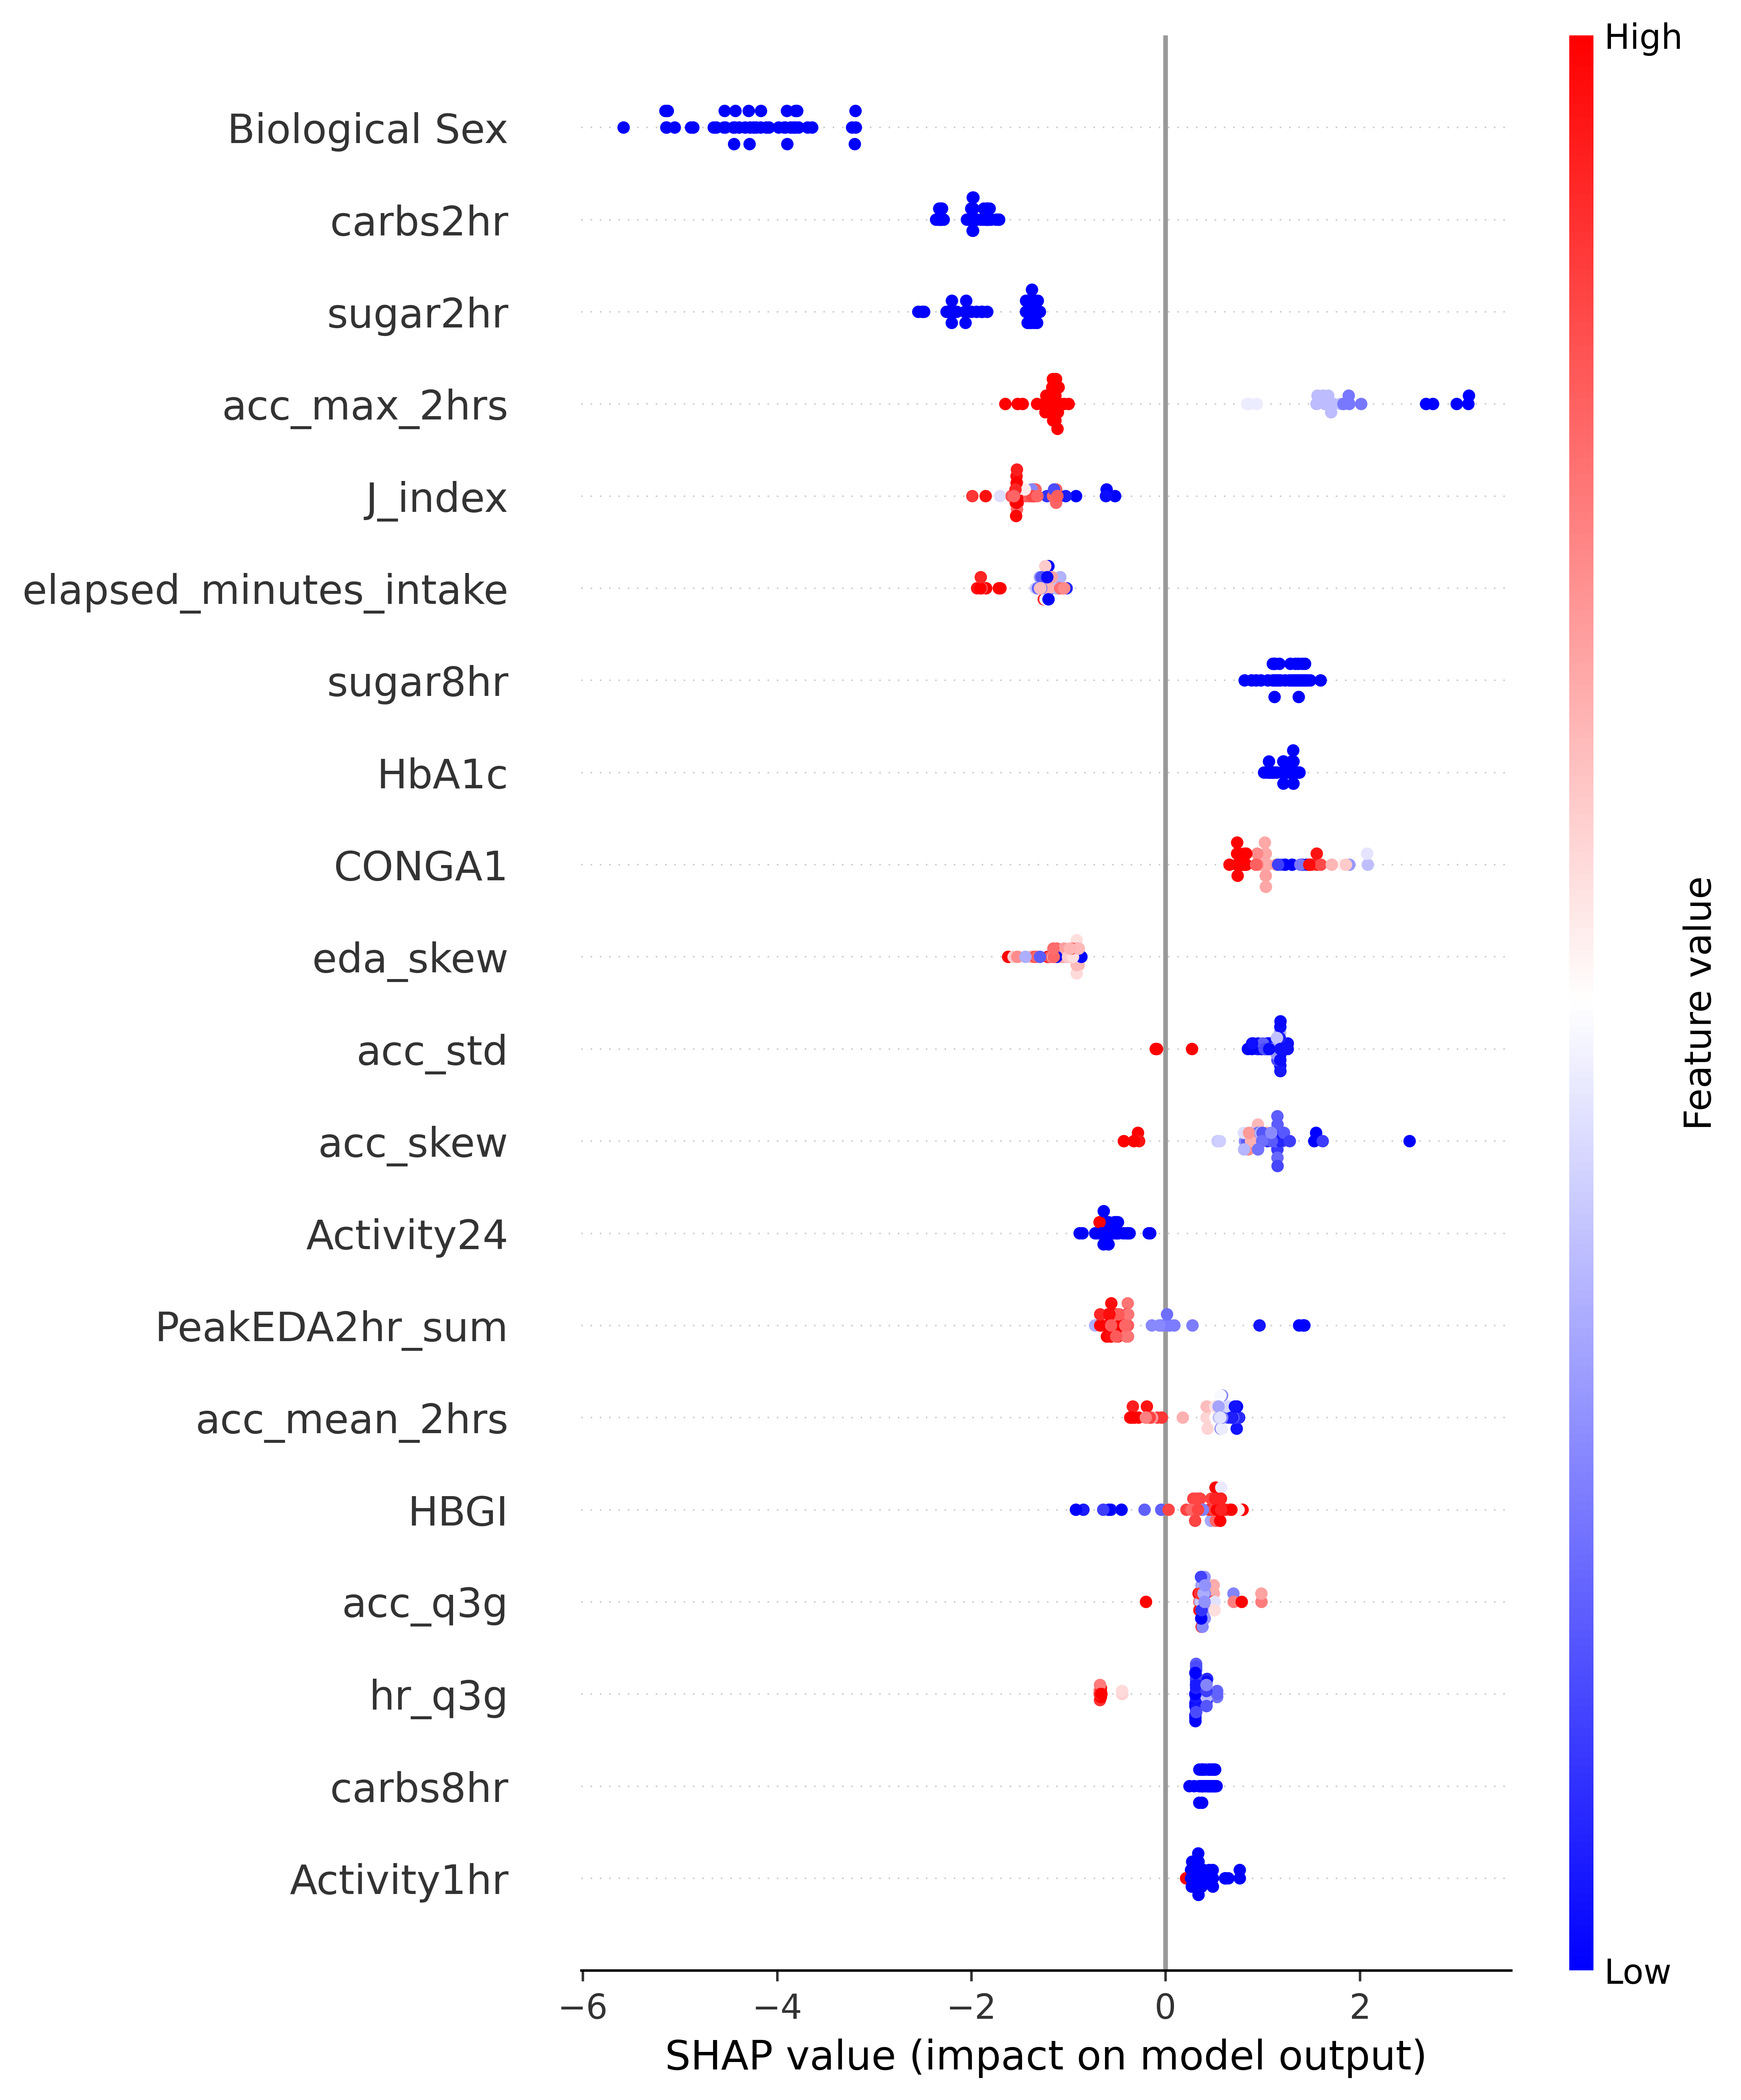 High
Biological Sex
carbs2hr
sugar2hr
acc_max_2hrs
J_index
elapsed_minutes_intake
sugar8hr
HbA1c
CONGA1
eda_skew
acc_std
acc_skew
Activity24
PeakEDA2hr_sum
acc_mean_2hrs
HBGI
acc_q3g
hr_q3g
carbs8hr
Activity1hr
Feature value
Low
−6 −4 −2 0 2
SHAP value (impact on model output)